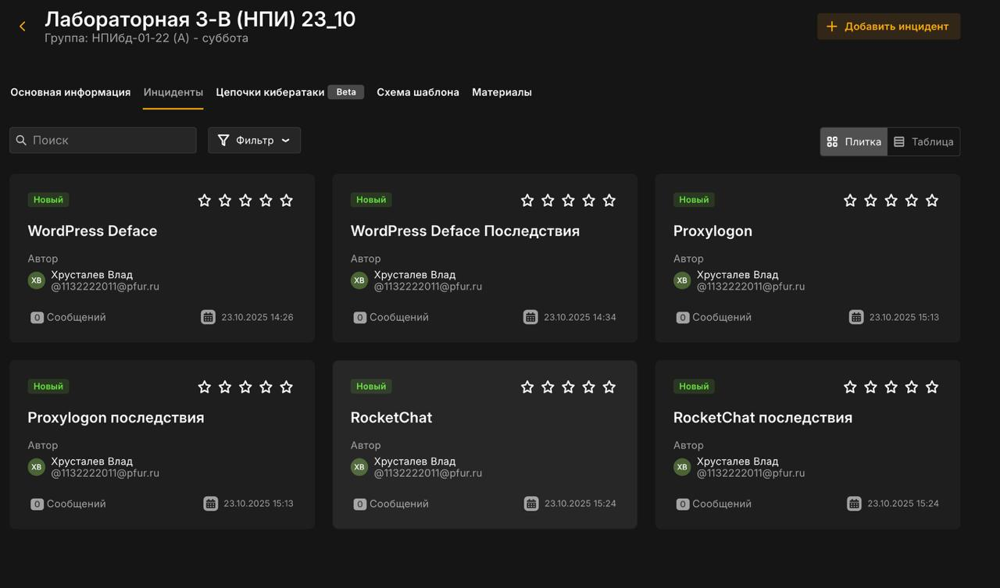 Лабораторная 3-В (НПИ) 23_10
Группа: НПИбд-01-22 (А) - суббота
Добавить инцидент
Основная информация Инциденты Цепочки кибератаки Beta Схема шаблона Материалы
Поиск Фильтр Плитка Таблица
Новый
WordPress Deface
Автор
ХВ Хрусталев Влад
@1132222011@pfur.ru
0 Сообщений 23.10.2025 14:26
Новый
WordPress Deface Последствия
Автор
ХВ Хрусталев Влад
@1132222011@pfur.ru
0 Сообщений 23.10.2025 14:34
Новый
Proxylogon
Автор
ХВ Хрусталев Влад
@1132222011@pfur.ru
0 Сообщений 23.10.2025 15:13
Новый
Proxylogon последствия
Автор
ХВ Хрусталев Влад
@1132222011@pfur.ru
0 Сообщений 23.10.2025 15:13
Новый
RocketChat
Автор
ХВ Хрусталев Влад
@1132222011@pfur.ru
0 Сообщений 23.10.2025 15:24
Новый
RocketChat последствия
Автор
ХВ Хрусталев Влад
@1132222011@pfur.ru
0 Сообщений 23.10.2025 15:24